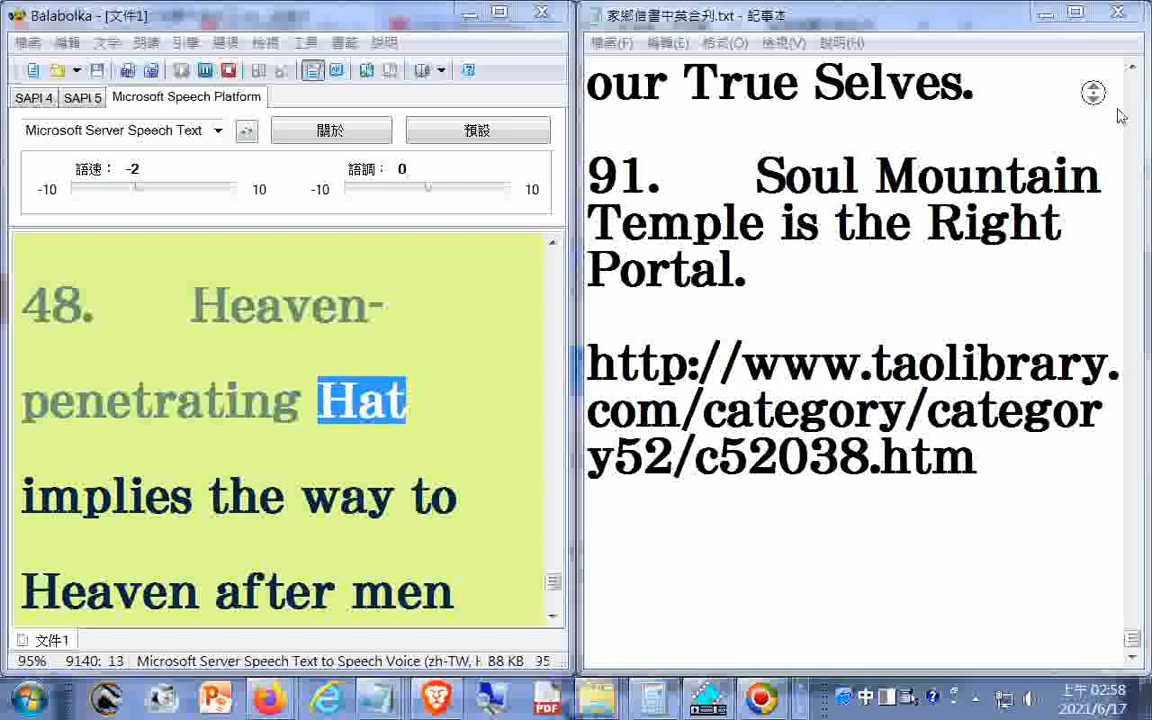 Balabolka - [文件1]
檔案 編輯 文字 朗讀 引擎 選項 檢視 工具 書籤 說明
SAPI 4 SAPI 5 Microsoft Speech Platform
Microsoft Server Speech Text 關於 預設
語速： -2 語調： 0
-10 10 -10 10
48. Heaven-
penetrating Hat
implies the way to
Heaven after men
文件1
95% 9140: 13 Microsoft Server Speech Text to Speech Voice (zh-TW, H 88 KB 95
家鄉信書中英合刋.txt - 記事本
檔案(F) 編輯(E) 格式(O) 檢視(V) 說明(H)
our True Selves.
91. Soul Mountain
Temple is the Right
Portal.
http://www.taolibrary.
com/category/categor
y52/c52038.htm
中
上午 02:58
2021/6/17